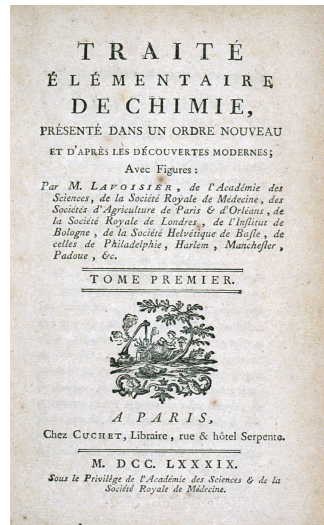 TRAITÉ
ÉLÉMENTAIRE
DE CHIMIE,
PRÉSENTÉ DANS UN ORDRE NOUVEAU
ET D'APRÈS LES DÉCOUVERTES MODERNES;
Avec Figures :
Par M. LAVOISIER, de l'Académie des
Sciences, de la Société Royale de Médecine, des
Sociétés d'Agriculture de Paris & d'Orléans, de
la Société Royale de Londres, de l'Inſtitut de
Bologne, de la Société Helvétique de Baſle, de
celles de Philadelphie, Harlem, Mancheſter,
Padoue, &c.
TOME PREMIER.
A PARIS,
Chez CUCHET, Libraire, rue & hôtel Serpente.
M. DCC. LXXXIX.
Sous le Privilège de l'Académie des Sciences & de la
Société Royale de Médecine.